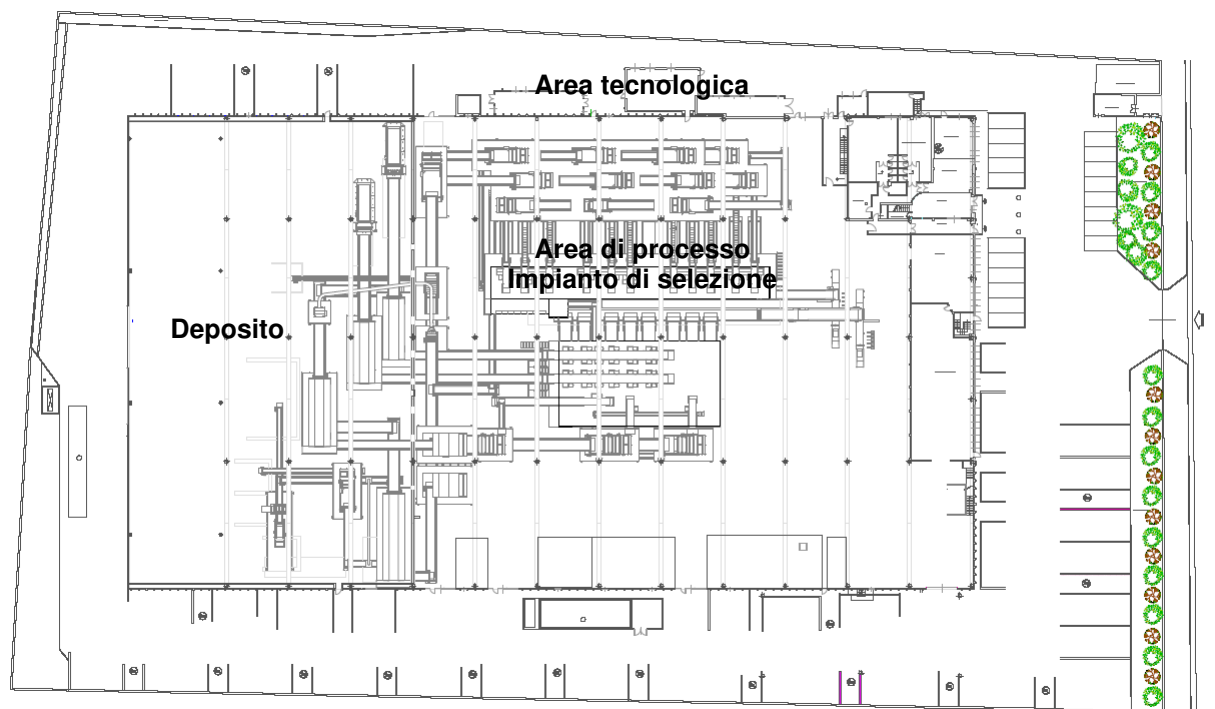 Area tecnologica
Area di processo
Impianto di selezione
Deposito